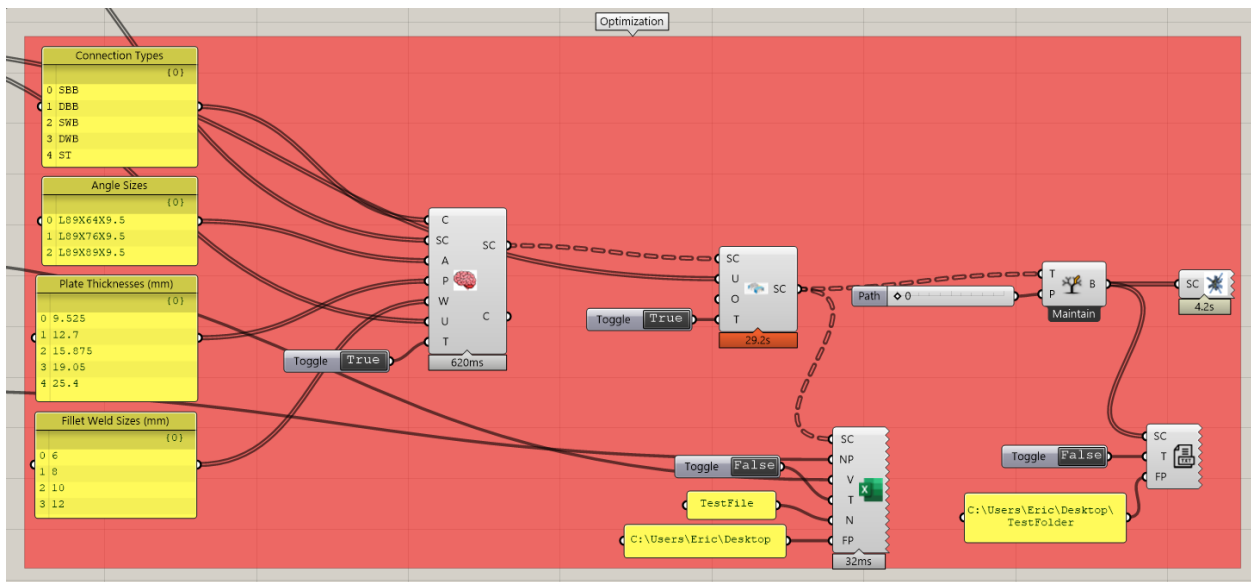 Optimization
Connection Types
{0}
0 SBB
1 DBB
2 SWB
3 DWB
4 ST
Angle Sizes
{0}
0 L89X64X9.5
1 L89X76X9.5
2 L89X89X9.5
Plate Thicknesses (mm)
{0}
0 9.525
1 12.7
2 15.875
3 19.05
4 25.4
Fillet Weld Sizes (mm)
{0}
0 6
1 8
2 10
3 12
Toggle True
C
SC
A
P
W
U
T
SC
C
620ms
Toggle True
SC
U
O
T
SC
29.2s
Path 0
T
P
B
Maintain
SC
4.2s
Toggle False
TestFile
C:\Users\Eric\Desktop
SC
NP
V
T
N
FP
X
32ms
Toggle False
C:\Users\Eric\Desktop\
TestFolder
SC
T
FP
TXT